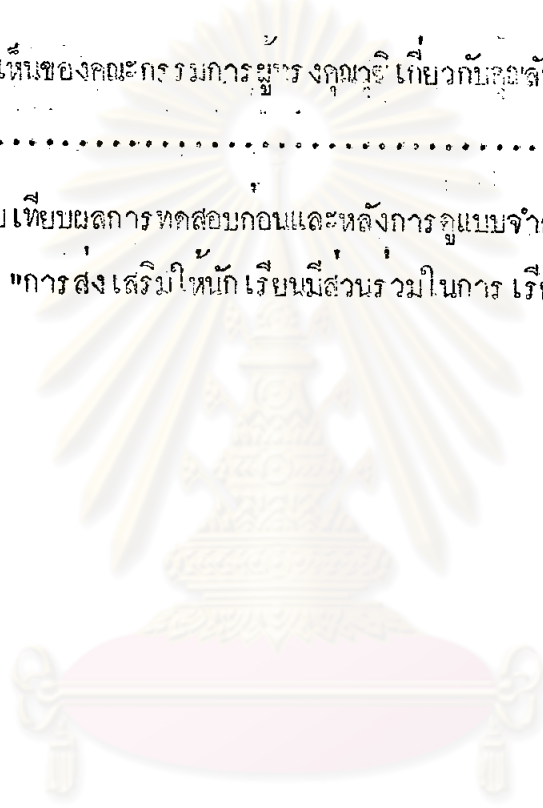 เห็นของคณะกรรมการผู้ทรงคุณวุฒิ เกี่ยวกับคุณลั
................................
บ เทียบผลการทดสอบก่อนและหลังการดูแบบจำ
"การส่งเสริมให้นักเรียนมีส่วนร่วมในการ เรีย